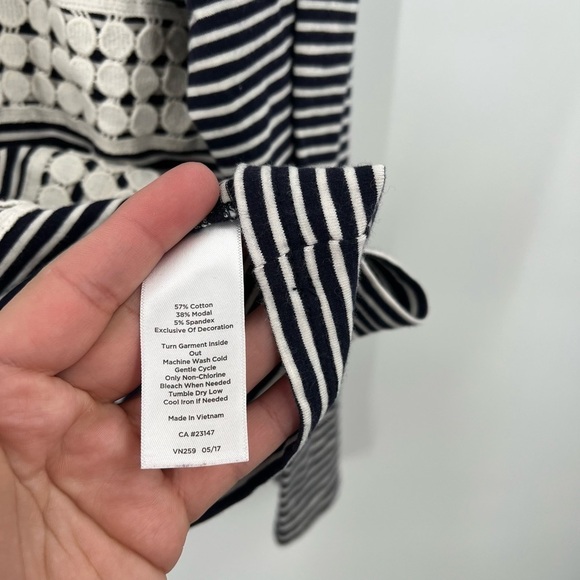 57% Cotton
38% Modal
5% Spandex
Exclusive Of Decoration
Turn Garment Inside
Out
Machine Wash Cold
Gentle Cycle
Only Non-Chlorine
Bleach When Needed
Tumble Dry Low
Cool Iron if Needed
Made In Vietnam
CA #23147
VN259 05/17